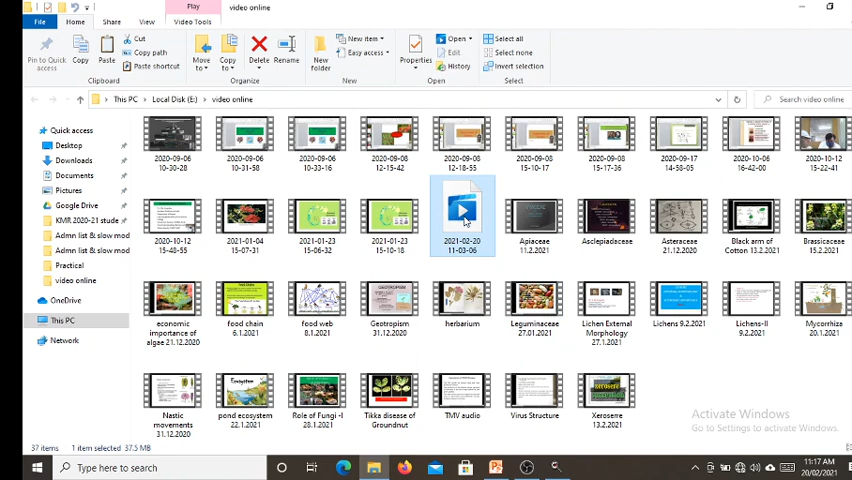 Play
video online
File
Home
Share
View
Video Tools
Pin to Quick
access
Copy
Paste
Cut
Copy path
Paste shortcut
Clipboard
Move
to
Copy
to
Delete
Rename
Organize
New
folder
New item
Easy access
New
Properties
Open
Edit
History
Open
Select all
Select none
Invert selection
Select
This PC > Local Disk (E:) > video online
Search video online
Quick access
Desktop
Downloads
Documents
Pictures
Google Drive
KMR 2020-21 stude
Admn list & slow mod
Admn list & slow mod
Practical
video online
OneDrive
This PC
Network
2020-09-06
10-30-28
2020-09-06
10-31-58
2020-09-06
10-33-16
2020-09-08
12-15-42
2020-09-08
12-18-55
2020-09-08
15-10-17
2020-09-08
15-17-36
2020-09-17
14-58-05
2020-10-06
16-42-00
2020-10-12
15-22-41
2020-10-12
15-48-55
2021-01-04
15-07-31
2021-01-23
15-06-32
2021-01-23
15-10-18
2021-02-20
11-03-06
Apiaceae
11.2.2021
Asclepiadaceae
Asteraceae
21.12.2020
Black arm of
Cotton 13.2.2021
Brassicaceae
15.2.2021
economic
importance of
algae 21.12.2020
food chain
6.1.2021
food web
8.1.2021
Geotropism
31.12.2020
herbarium
Leguminaceae
27.01.2021
Lichen External
Morphology
27.1.2021
Lichens 9.2.2021
Lichens-II
9.2.2021
Mycorrhiza
20.1.2021
Nastic
movements
31.12.2020
pond ecosystem
22.1.2021
Role of Fungi -I
28.1.2021
Tikka disease of
Groundnut
TMV audio
Virus Structure
Xeroserre
13.2.2021
Activate Windows
Go to Settings to activate Windows.
37 items
1 item selected 37.5 MB
Type here to search
11:17 AM
20/02/2021